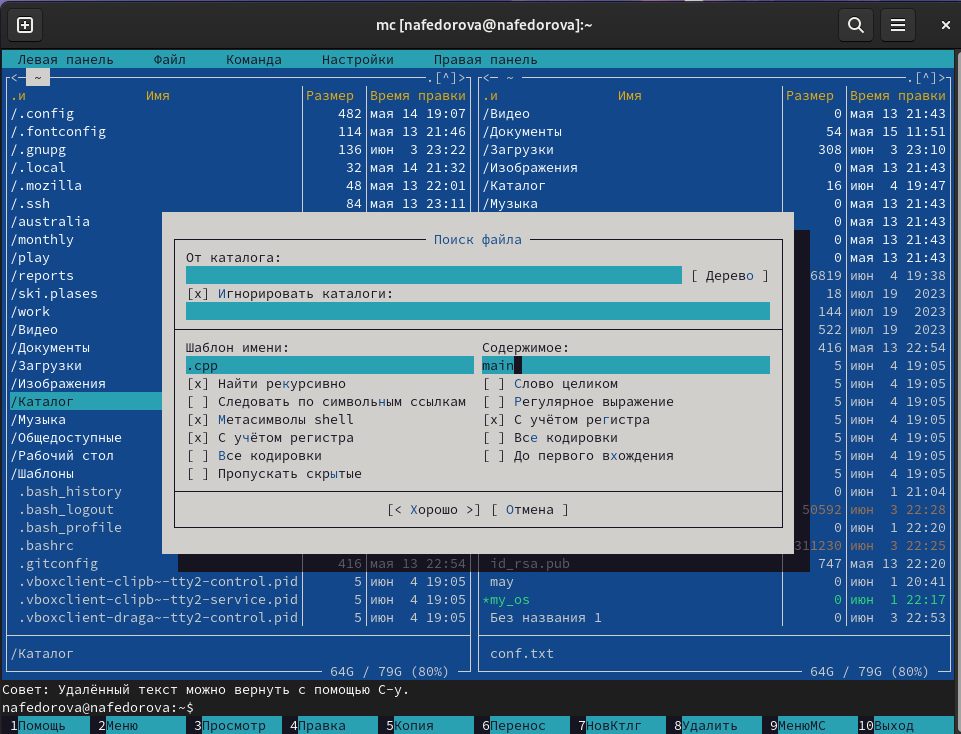 mc [nafedorova@nafedorova]:~
Левая панель Файл Команда Настройки Правая панель
<─ ~ .[^]> <─ ~ .[^]>
.и Имя Размер Время правки .и Имя Размер Время правки
/.config 482 мая 14 19:07 /Видео 0 мая 13 21:43
/.fontconfig 114 мая 13 21:46 /Документы 54 мая 15 11:51
/.gnupg 136 июн 3 23:22 /Загрузки 308 июн 3 23:10
/.local 32 мая 14 21:32 /Изображения 0 мая 13 21:43
/.mozilla 48 мая 13 22:01 /Каталог 16 июн 4 19:47
/.ssh 84 мая 13 23:11 /Музыка 0 мая 13 21:43
/australia 0 мая 13 21:43
/monthly Поиск файла 0 мая 13 21:43
/play От каталога: 0 мая 13 21:43
/reports [ Дерево ] 6819 июн 4 19:38
/ski.plases [x] Игнорировать каталоги: 18 июл 19 2023
/work 144 июл 19 2023
/Видео 522 июл 19 2023
/Документы Шаблон имени: Содержимое: 416 мая 13 22:54
/Загрузки .cpp main 5 июн 4 19:05
/Изображения [x] Найти рекурсивно [ ] Слово целиком 5 июн 4 19:05
/Каталог [ ] Следовать по символьным ссылкам [ ] Регулярное выражение 5 июн 4 19:05
/Музыка [x] Метасимволы shell [x] С учётом регистра 5 июн 4 19:05
/Общедоступные [x] С учётом регистра [ ] Все кодировки 5 июн 4 19:05
/Рабочий стол [ ] Все кодировки [ ] До первого вхождения 5 июн 4 19:05
/Шаблоны [ ] Пропускать скрытые 5 июн 4 19:05
.bash_history 0 июн 1 21:04
.bash_logout [< Хорошо >] [ Отмена ] 50592 июн 3 22:28
.bash_profile 0 июн 1 22:20
.bashrc 311230 июн 3 22:25
.gitconfig 416 мая 13 22:54 id_rsa.pub 747 мая 13 22:20
.vboxclient-clipb~-tty2-control.pid 5 июн 4 19:05 may 0 июн 1 20:41
.vboxclient-clipb~-tty2-service.pid 5 июн 4 19:05 *my_os 0 июн 1 22:17
.vboxclient-draga~-tty2-control.pid 5 июн 4 19:05 Без названия 1 0 июн 3 22:53
/Каталог conf.txt
64G / 79G (80%) 64G / 79G (80%)
Совет: Удалённый текст можно вернуть с помощью C-y.
nafedorova@nafedorova:~$
1Помощь 2Меню 3Просмотр 4Правка 5Копия 6Перенос 7НовКтлг 8Удалить 9МенюМС 10Выход